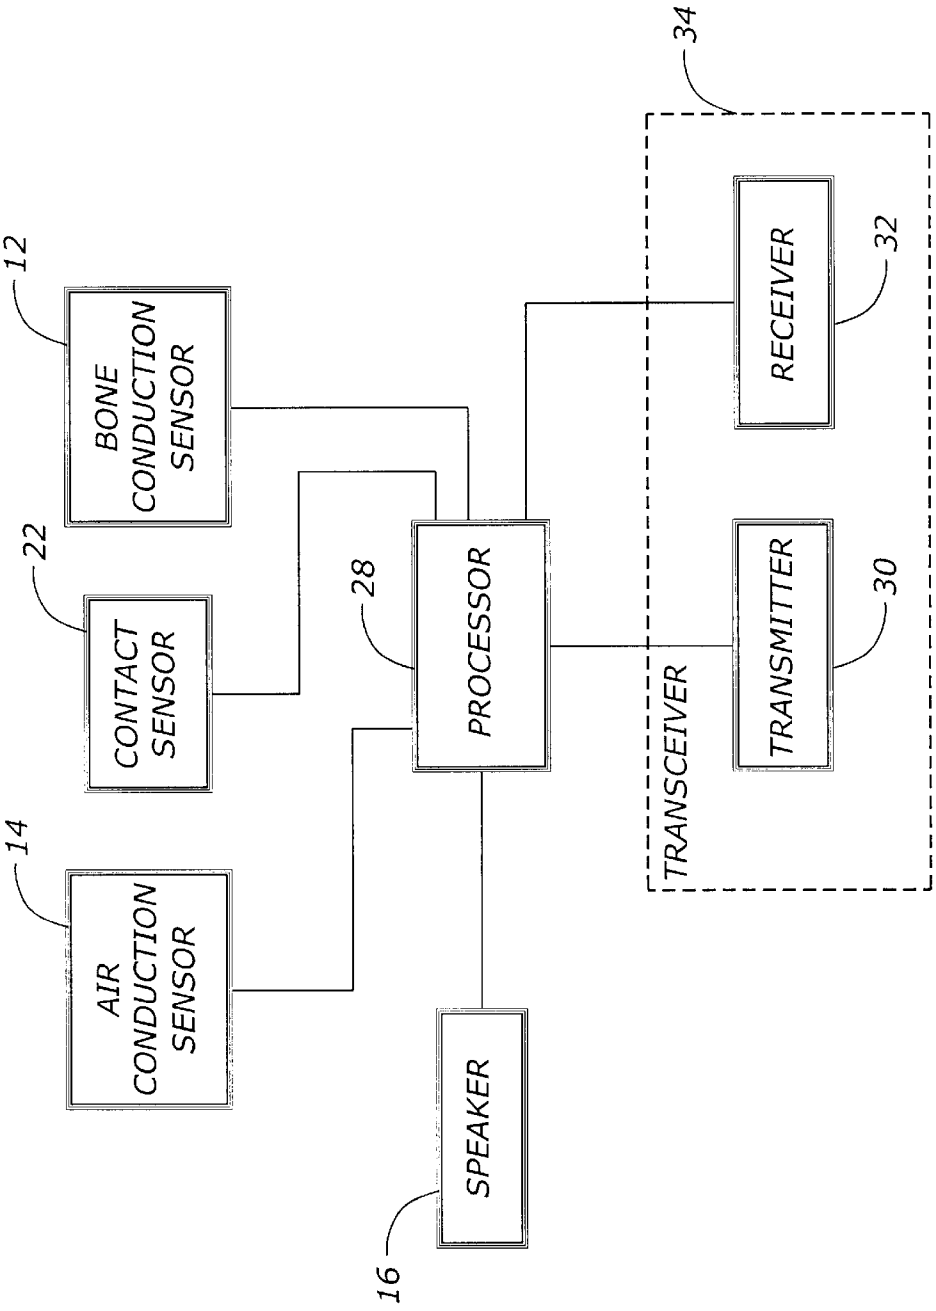 14
AIR
CONDUCTION
SENSOR
22
CONTACT
SENSOR
12
BONE
CONDUCTION
SENSOR
16
SPEAKER
28
PROCESSOR
34
TRANSCEIVER
TRANSMITTER
30
RECEIVER
32